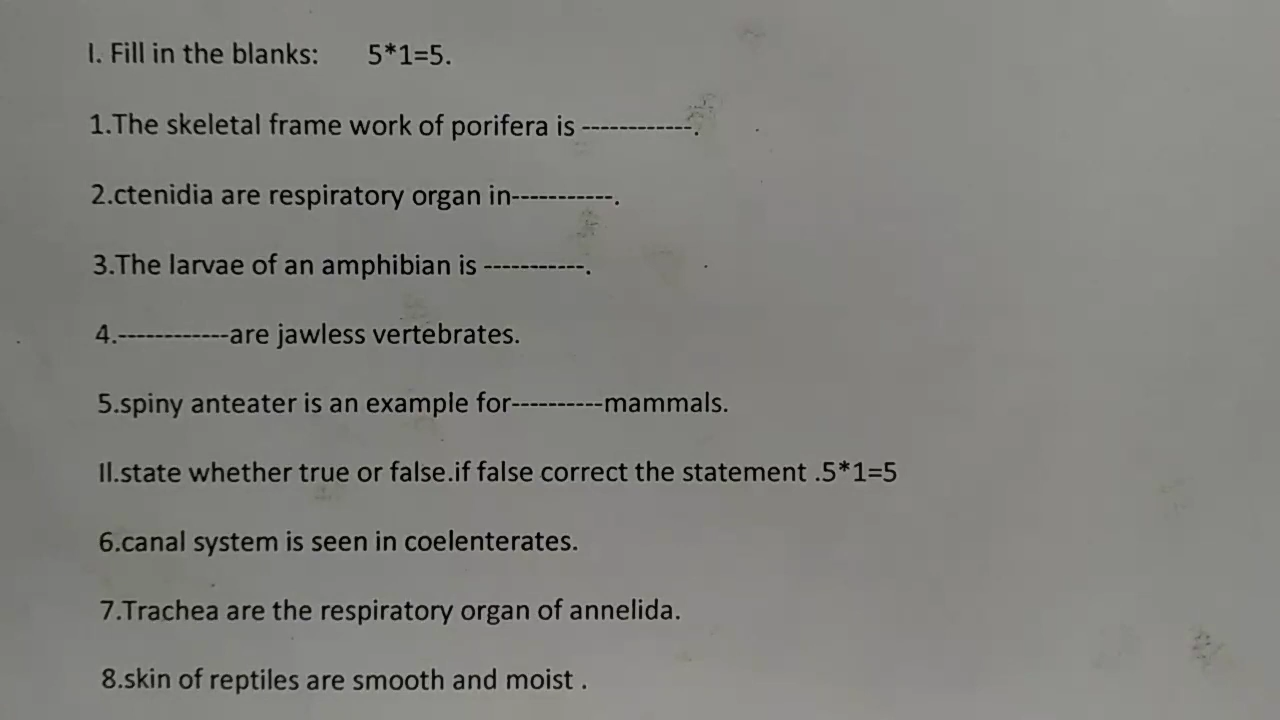 I. Fill in the blanks: 5*1=5.
1.The skeletal frame work of porifera is ------------.
2.ctenidia are respiratory organ in-----------.
3.The larvae of an amphibian is -----------.
4.------------are jawless vertebrates.
5.spiny anteater is an example for----------mammals.
II.state whether true or false.if false correct the statement .5*1=5
6.canal system is seen in coelenterates.
7.Trachea are the respiratory organ of annelida.
8.skin of reptiles are smooth and moist .